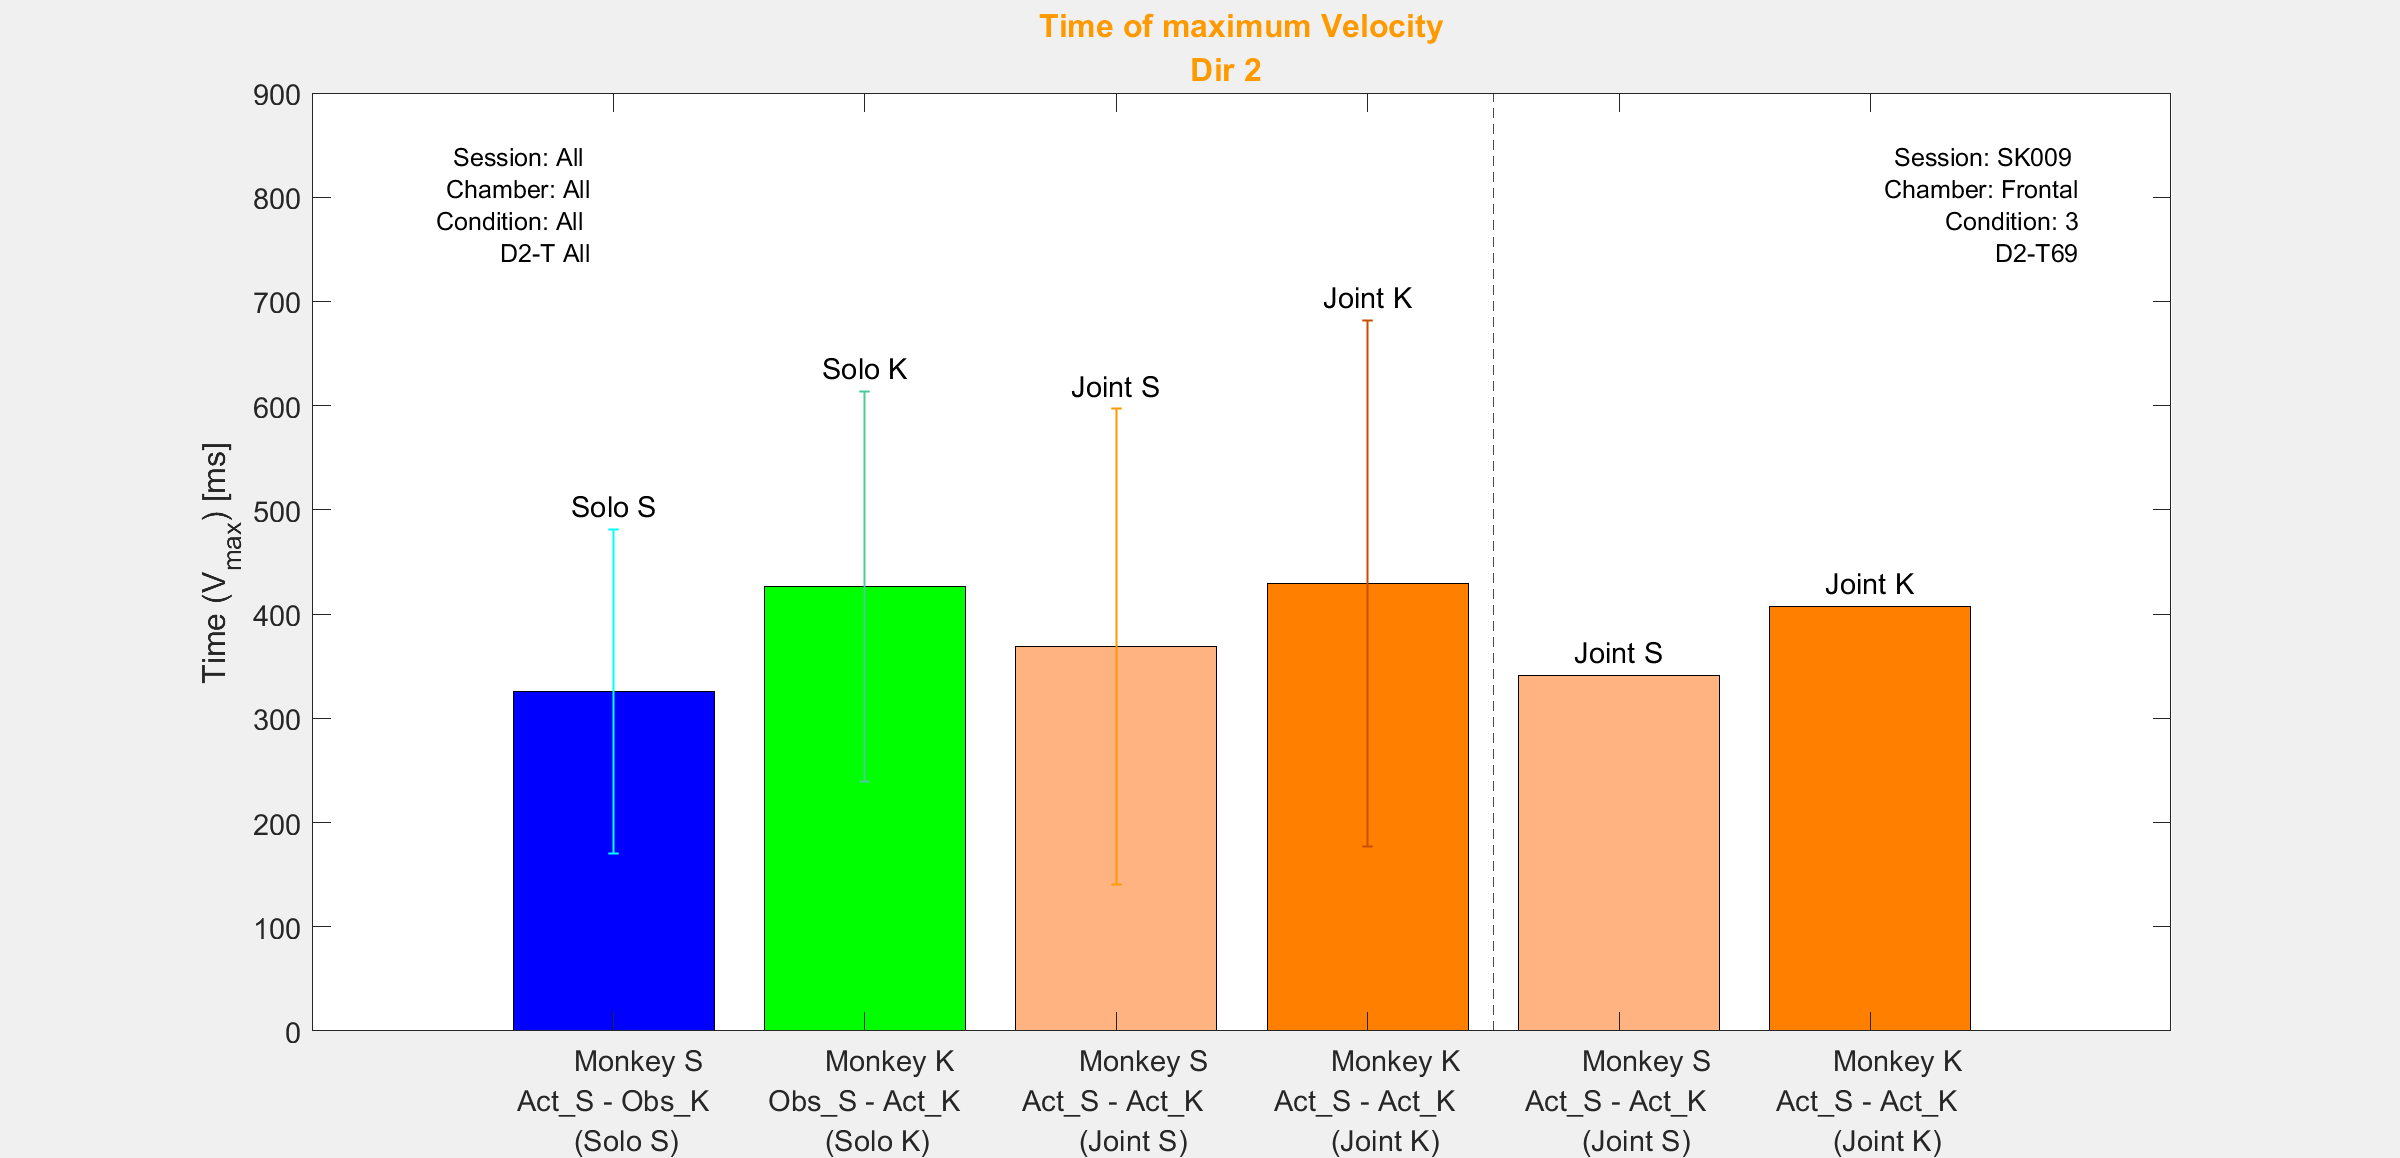 Time of maximum Velocity
Dir 2
Session: All
Chamber: All
Condition: All
D2-T All
Session: SK009
Chamber: Frontal
Condition: 3
D2-T69
Time (Vmax) [ms]
900
800
700
600
500
400
300
200
100
0
Solo S
Solo K
Joint S
Joint K
Joint S
Joint K
Monkey S
Act_S - Obs_K
(Solo S)
Monkey K
Obs_S - Act_K
(Solo K)
Monkey S
Act_S - Act_K
(Joint S)
Monkey K
Act_S - Act_K
(Joint K)
Monkey S
Act_S - Act_K
(Joint S)
Monkey K
Act_S - Act_K
(Joint K)